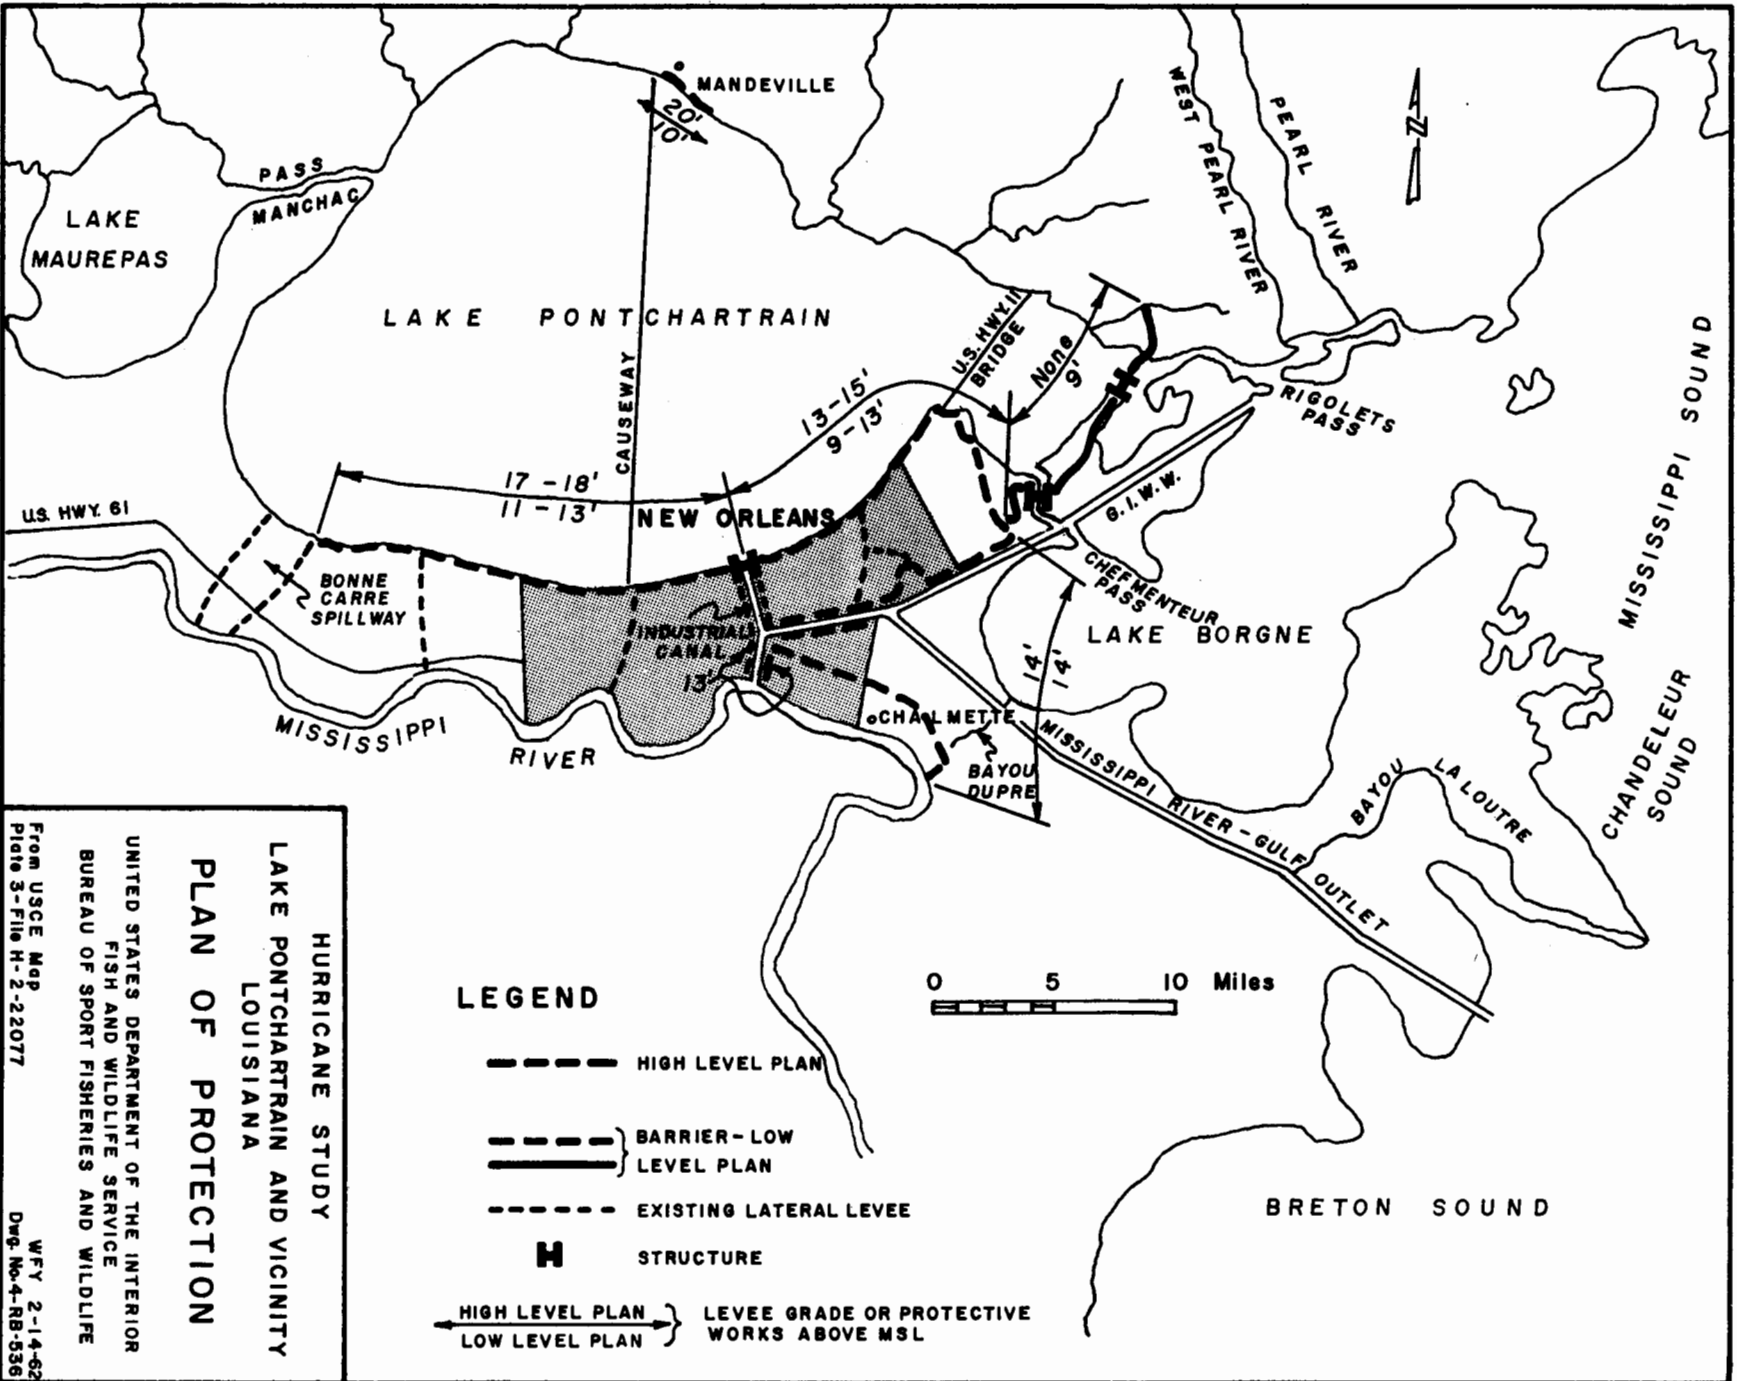 MANDEVILLE
20'
10'
WEST PEARL RIVER
PEARL RIVER
N
PASS
MANCHAC
LAKE
MAUREPAS
LAKE PONTCHARTRAIN
CAUSEWAY
U.S. HWY. 11
BRIDGE
None
9'
13-15'
9-13'
RIGOLETS
PASS
MISSISSIPPI SOUND
17-18'
11-13'
NEW ORLEANS
G.I.W.W.
U.S. HWY. 61
BONNE
CARRE
SPILLWAY
CHEFMENTEUR
PASS
INDUSTRIAL
CANAL
13'
LAKE BORGNE
14'
14'
CHALMETTE
MISSISSIPPI
RIVER
BAYOU
DUPRE
MISSISSIPPI RIVER-GULF OUTLET
BAYOU LA LOUTRE
CHANDELEUR
SOUND
BRETON SOUND
0 5 10 Miles
LEGEND
HIGH LEVEL PLAN
BARRIER-LOW
LEVEL PLAN
EXISTING LATERAL LEVEE
STRUCTURE
HIGH LEVEL PLAN
LOW LEVEL PLAN
LEVEE GRADE OR PROTECTIVE
WORKS ABOVE MSL
HURRICANE STUDY
LAKE PONTCHARTRAIN AND VICINITY
LOUISIANA
PLAN OF PROTECTION
UNITED STATES DEPARTMENT OF THE INTERIOR
FISH AND WILDLIFE SERVICE
BUREAU OF SPORT FISHERIES AND WILDLIFE
From USCE Map
Plate 3-File H-2-22077
WFY 2-14-62
Dwg. No. 4-RB-536